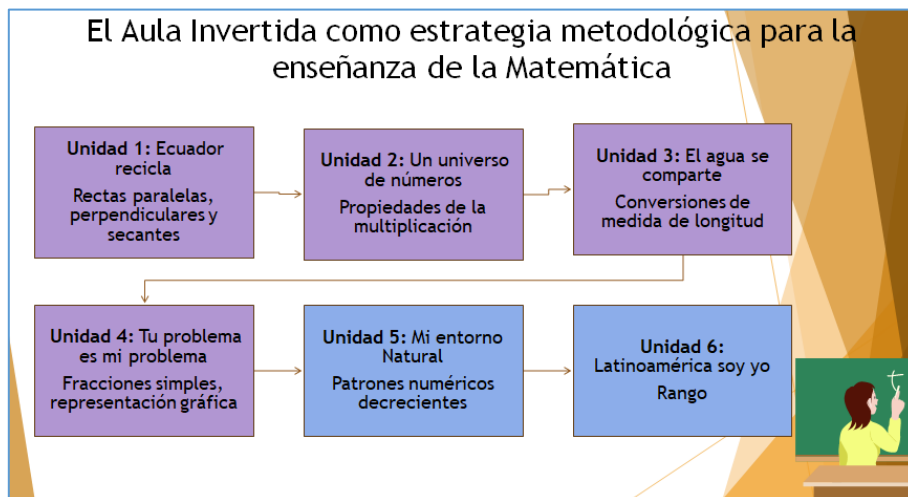 El Aula Invertida como estrategia metodológica para la
enseñanza de la Matemática
Unidad 1: Ecuador
recicla
Rectas paralelas,
perpendiculares y
secantes
Unidad 2: Un universo
de números
Propiedades de la
multiplicación
Unidad 3: El agua se
comparte
Conversiones de
medida de longitud
Unidad 4: Tu problema
es mi problema
Fracciones simples,
representación gráfica
Unidad 5: Mi entorno
Natural
Patrones numéricos
decrecientes
Unidad 6:
Latinoamérica soy yo
Rango